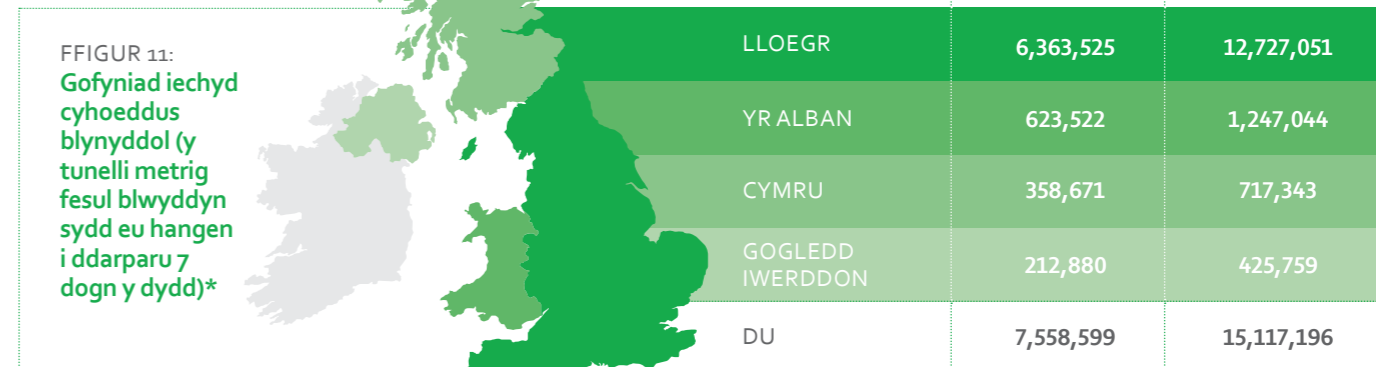 FFIGUR 11:
Gofyniad iechyd
cyhoeddus
blynyddol (y
tunelli metrig
fesul blwyddyn
sydd eu hangen
i ddarparu 7
dogn y dydd)*
LLOEGR 6,363,525 12,727,051
YR ALBAN 623,522 1,247,044
CYMRU 358,671 717,343
GOGLEDD
IWERDDON 212,880 425,759
DU 7,558,599 15,117,196